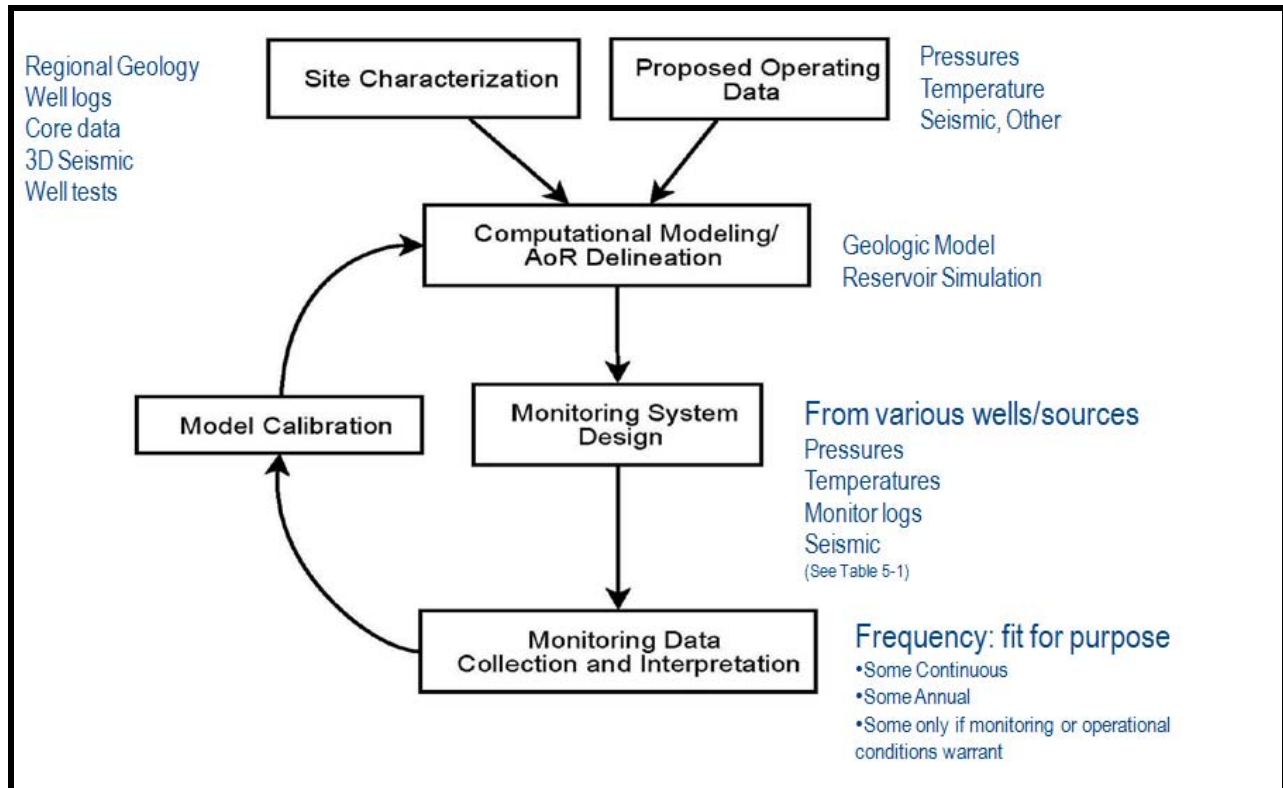 Regional Geology
Well logs
Core data
3D Seismic
Well tests
Site Characterization
Proposed Operating
Data
Pressures
Temperature
Seismic, Other
Computational Modeling/
AoR Delineation
Geologic Model
Reservoir Simulation
Model Calibration
Monitoring System
Design
From various wells/sources
Pressures
Temperatures
Monitor logs
Seismic
(See Table 5-1)
Monitoring Data
Collection and Interpretation
Frequency: fit for purpose
•Some Continuous
•Some Annual
•Some only if monitoring or operational
conditions warrant